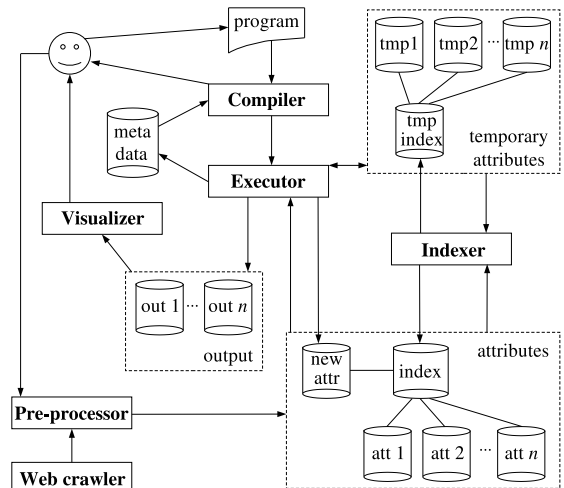 program
tmp1
tmp2
...
tmp n
Compiler
meta
data
tmp
index
temporary
attributes
Executor
Visualizer
Indexer
out 1
...
out n
output
new
attr
index
attributes
Pre-processor
att 1
att 2
...
att n
Web crawler